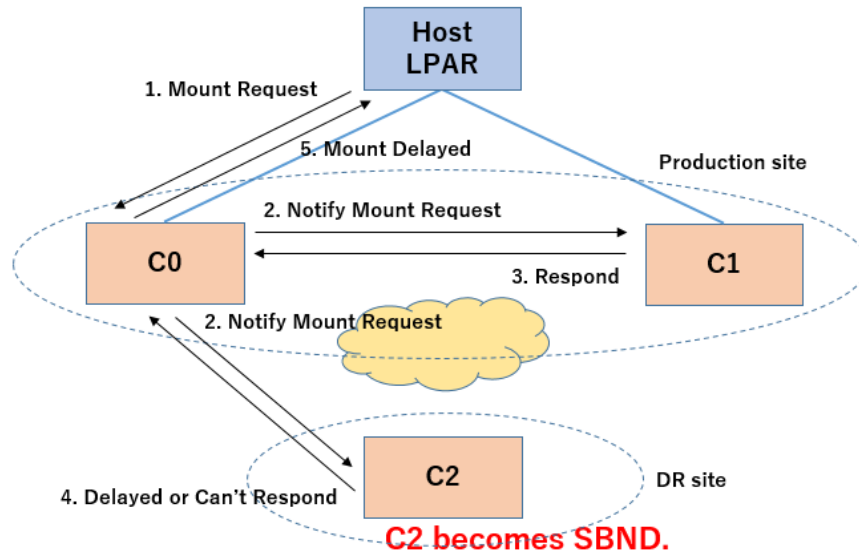 Host
LPAR
1. Mount Request
5. Mount Delayed
Production site
2. Notify Mount Request
C0
C1
3. Respond
2. Notify Mount Request
C2
DR site
4. Delayed or Can't Respond
C2 becomes SBND.